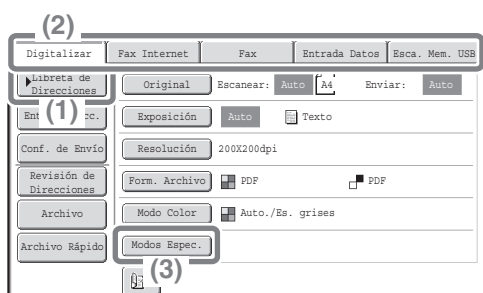 (2)
Digitalizar Fax Internet Fax Entrada Datos Esca. Mem. USB
Libreta de Direcciones
Original Escanear: Auto A4 Enviar: Auto
(1)
Exposición Auto Texto
Conf. de Envío Resolución 200X200dpi
Revisión de Direcciones
Form. Archivo PDF PDF
Archivo Modo Color Auto./Es. grises
Archivo Rápido Modos Espec.
(3)